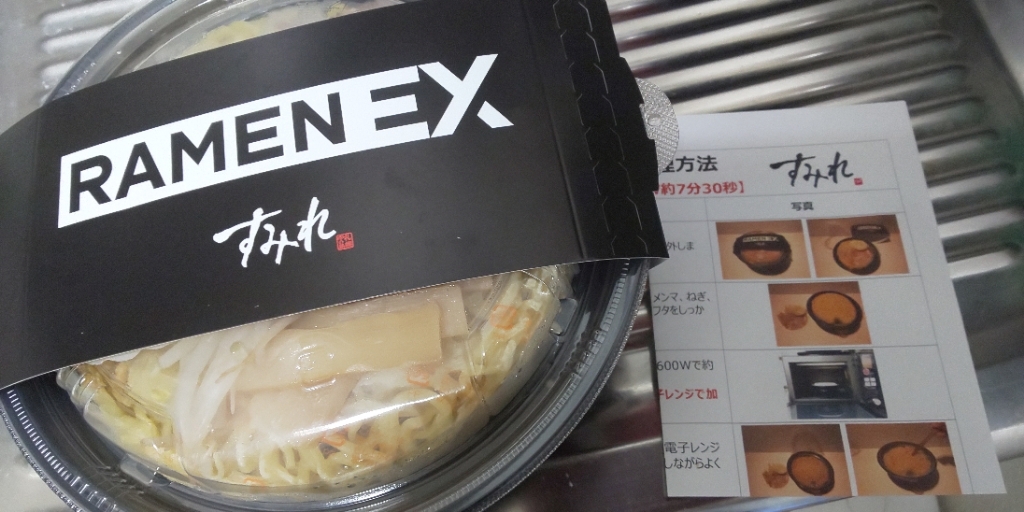 RAMEN EX
すみれ
理方法
すみれ
約7分30秒】
写真
外しま
メンマ、ねぎ、
フタをしっか
600Wで約
子レンジで加
電子レンジ
しながらよく